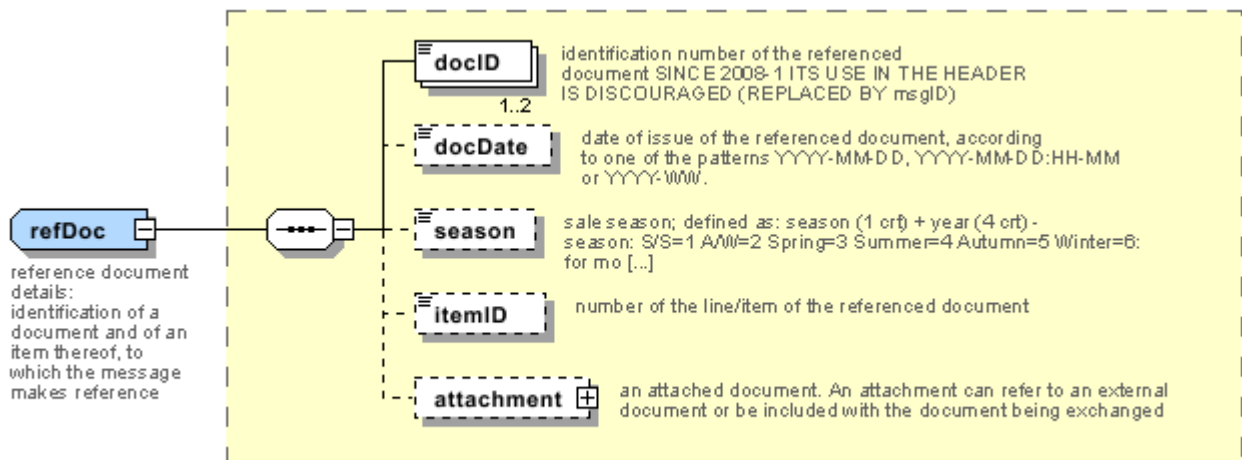 refDoc
reference document
details:
identification of a
document and of an
item thereof, to
which the message
makes reference
docID
1..2
identification number of the referenced
document SINCE 2008-1 ITS USE IN THE HEADER
IS DISCOURAGED (REPLACED BY msgID)
docDate
date of issue of the referenced document, according
to one of the patterns YYYY-MM-DD, YYYY-MM-DD:HH-MM
or YYYY-WW.
season
sale season; defined as: season (1 crt) + year (4 crt) -
season: S/S=1 A/W=2 Spring=3 Summer=4 Autumn=5 Winter=6:
for mo [...]
itemID
number of the line/item of the referenced document
attachment
an attached document. An attachment can refer to an external
document or be included with the document being exchanged